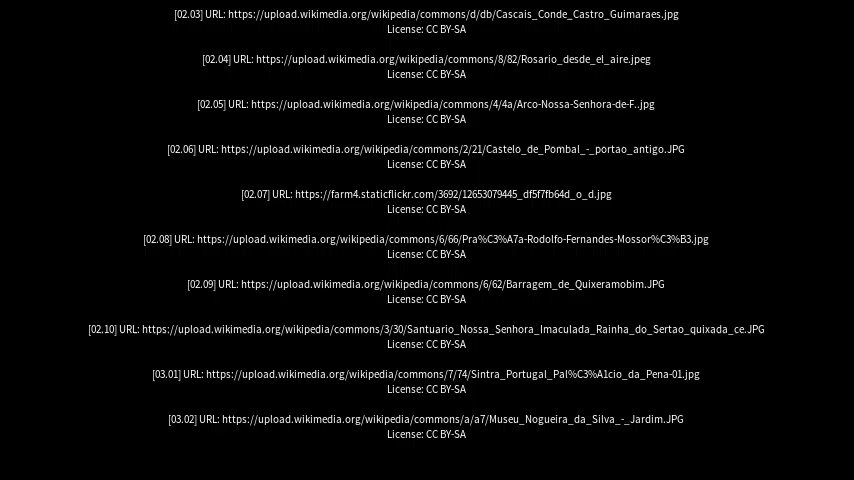 [02.03] URL: https://upload.wikimedia.org/wikipedia/commons/d/db/Cascais_Conde_Castro_Guimaraes.jpg
License: CC BY-SA
[02.04] URL: https://upload.wikimedia.org/wikipedia/commons/8/82/Rosario_desde_el_aire.jpeg
License: CC BY-SA
[02.05] URL: https://upload.wikimedia.org/wikipedia/commons/4/4a/Arco-Nossa-Senhora-de-F..jpg
License: CC BY-SA
[02.06] URL: https://upload.wikimedia.org/wikipedia/commons/2/21/Castelo_de_Pombal_-_portao_antigo.JPG
License: CC BY-SA
[02.07] URL: https://farm4.staticflickr.com/3692/12653079445_df5f7fb64d_o_d.jpg
License: CC BY-SA
[02.08] URL: https://upload.wikimedia.org/wikipedia/commons/6/66/Pra%C3%A7a-Rodolfo-Fernandes-Mossor%C3%B3.jpg
License: CC BY-SA
[02.09] URL: https://upload.wikimedia.org/wikipedia/commons/6/62/Barragem_de_Quixeramobim.JPG
License: CC BY-SA
[02.10] URL: https://upload.wikimedia.org/wikipedia/commons/3/30/Santuario_Nossa_Senhora_Imaculada_Rainha_do_Sertao_quixada_ce.JPG
License: CC BY-SA
[03.01] URL: https://upload.wikimedia.org/wikipedia/commons/7/74/Sintra_Portugal_Pal%C3%A1cio_da_Pena-01.jpg
License: CC BY-SA
[03.02] URL: https://upload.wikimedia.org/wikipedia/commons/a/a7/Museu_Nogueira_da_Silva_-_Jardim.JPG
License: CC BY-SA